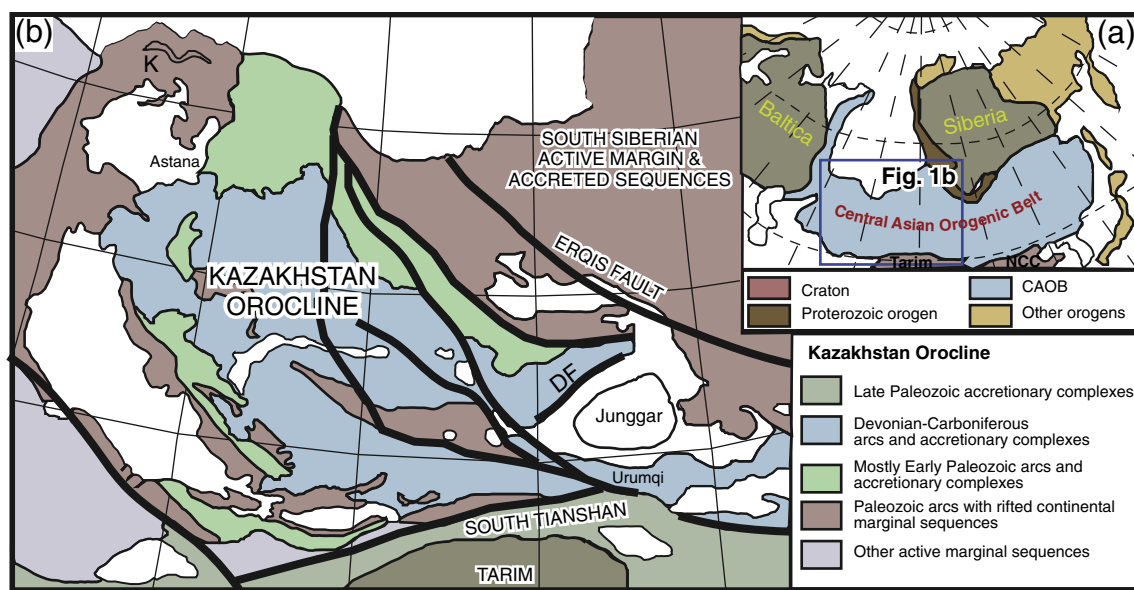 (b)
K
Astana
KAZAKHSTAN
OROCLINE
SOUTH SIBERIAN
ACTIVE MARGIN &
ACCRETED SEQUENCES
ERQIS FAULT
DF
Junggar
Urumqi
SOUTH TIANSHAN
TARIM
(a)
Baltica
Siberia
Fig. 1b
Central Asian Orogenic Belt
Tarim
NCC
Craton
CAOB
Proterozoic orogen
Other orogens
Kazakhstan Orocline
Late Paleozoic accretionary complexes
Devonian-Carboniferous
arcs and accretionary complexes
Mostly Early Paleozoic arcs and
accretionary complexes
Paleozoic arcs with rifted continental
marginal sequences
Other active marginal sequences